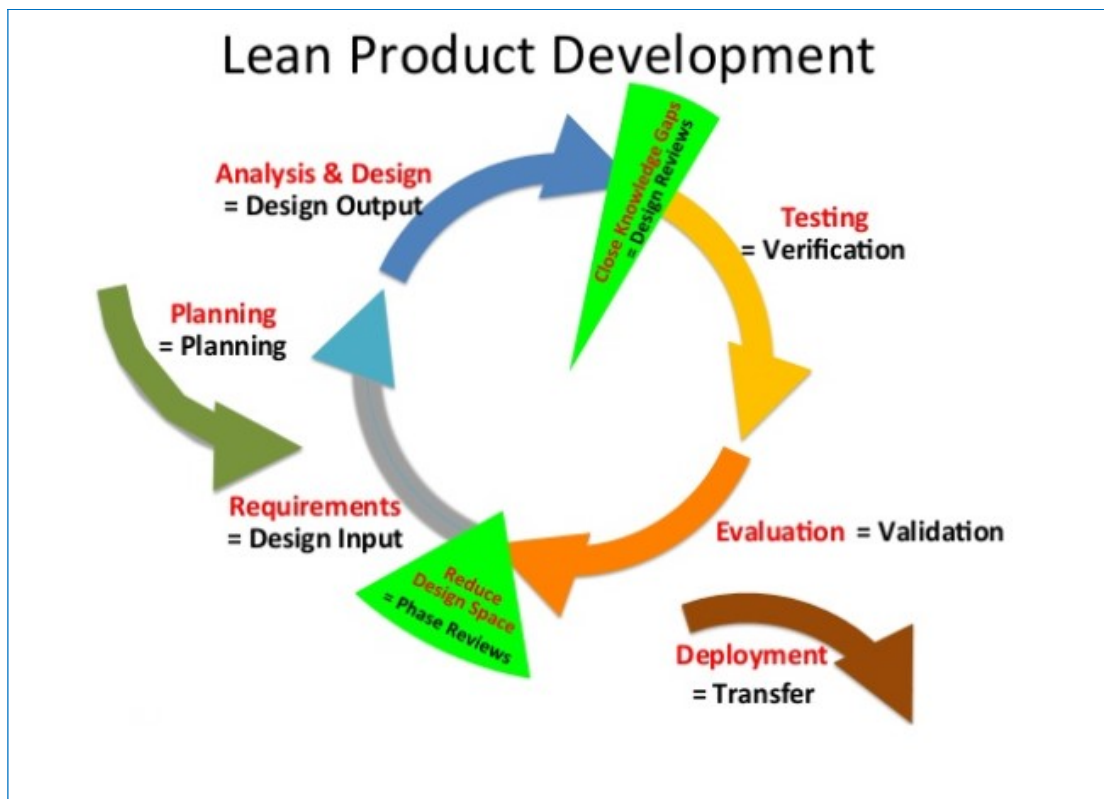 Lean Product Development
Close Knowledge Gaps
= Design Reviews
Analysis & Design
= Design Output
Testing
= Verification
Planning
= Planning
Requirements
= Design Input
Evaluation = Validation
Reduce
Design Space
= Phase Reviews
Deployment
= Transfer